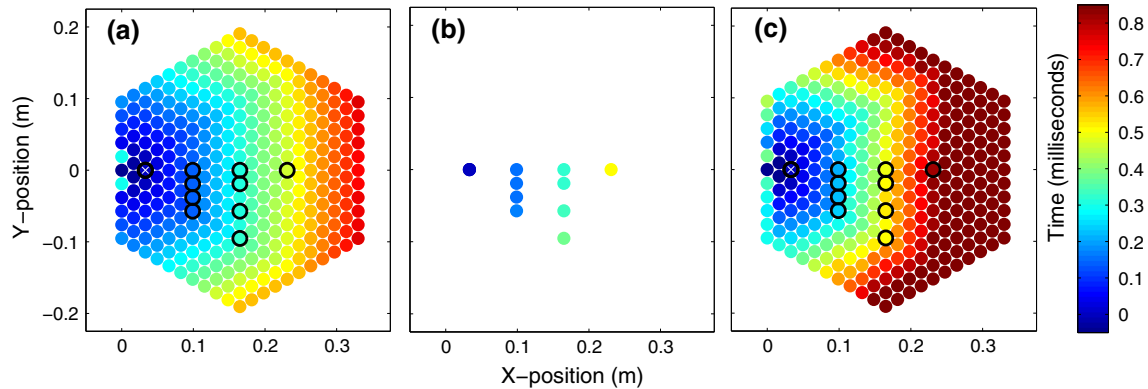 (a) (b) (c)
0.2
0.1
0
−0.1
−0.2
Y−position (m)
0 0.1 0.2 0.3 0 0.1 0.2 0.3 0 0.1 0.2 0.3
X−position (m)
Time (milliseconds)
0.8
0.7
0.6
0.5
0.4
0.3
0.2
0.1
0